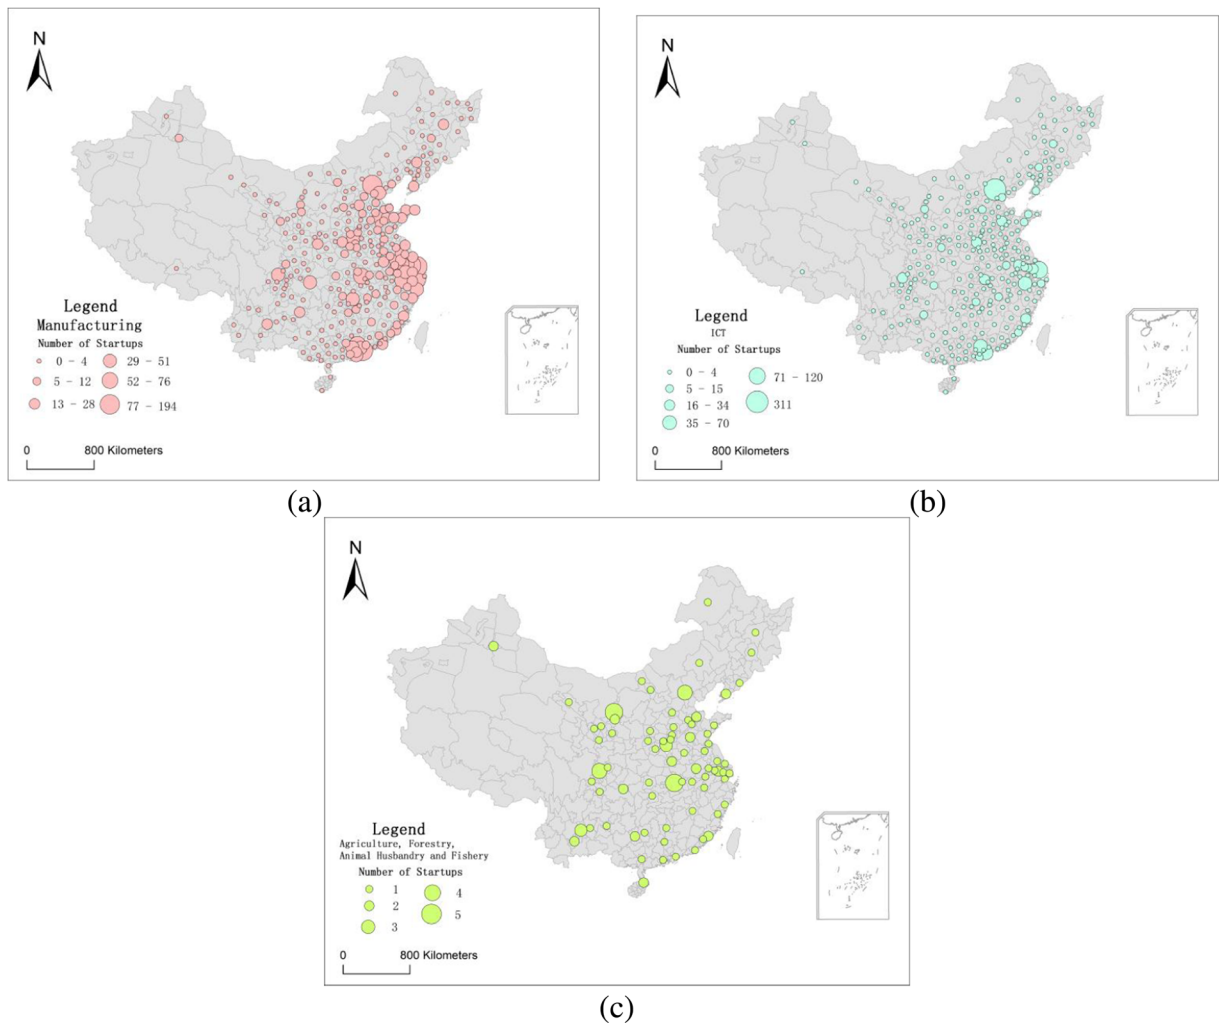 N
Legend
Manufacturing
Number of Startups
0 - 4
29 - 51
5 - 12
52 - 76
13 - 28
77 - 194
0
800 Kilometers
(a)
N
Legend
ICT
Number of Startups
0 - 4
71 - 120
5 - 15
16 - 34
311
35 - 70
0
800 Kilometers
(b)
N
Legend
Agriculture, Forestry,
Animal Husbandry and Fishery
Number of Startups
1
4
2
5
3
0
800 Kilometers
(c)